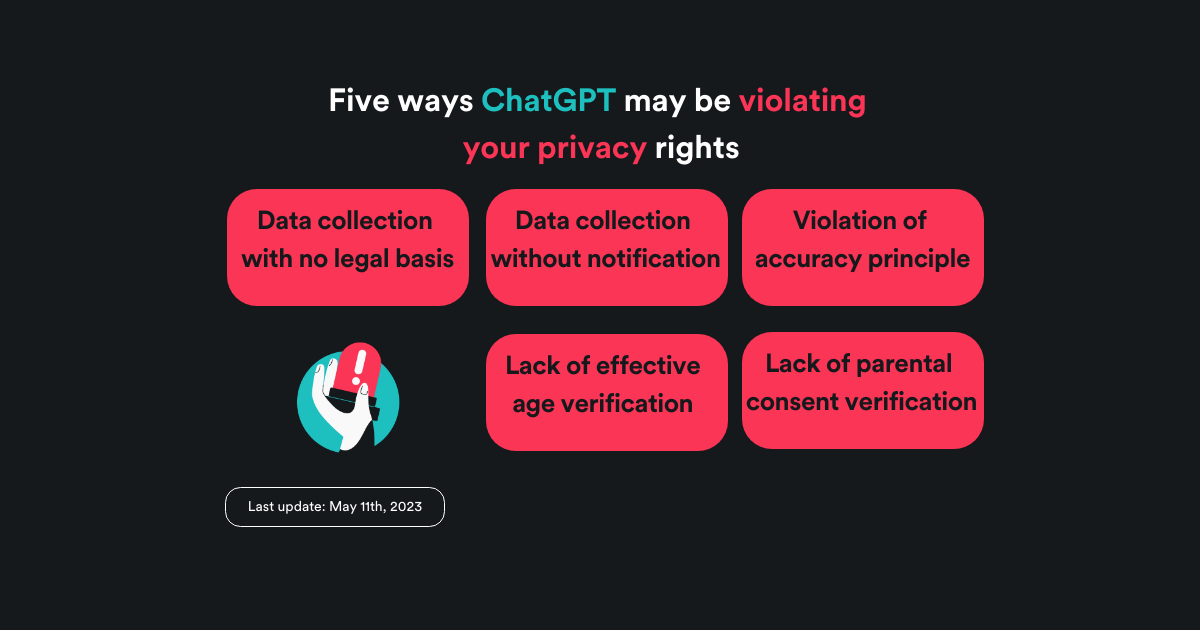 Five ways ChatGPT may be violating
your privacy rights
Data collection
with no legal basis
Data collection
without notification
Violation of
accuracy principle
Lack of effective
age verification
Lack of parental
consent verification
Last update: May 11th, 2023